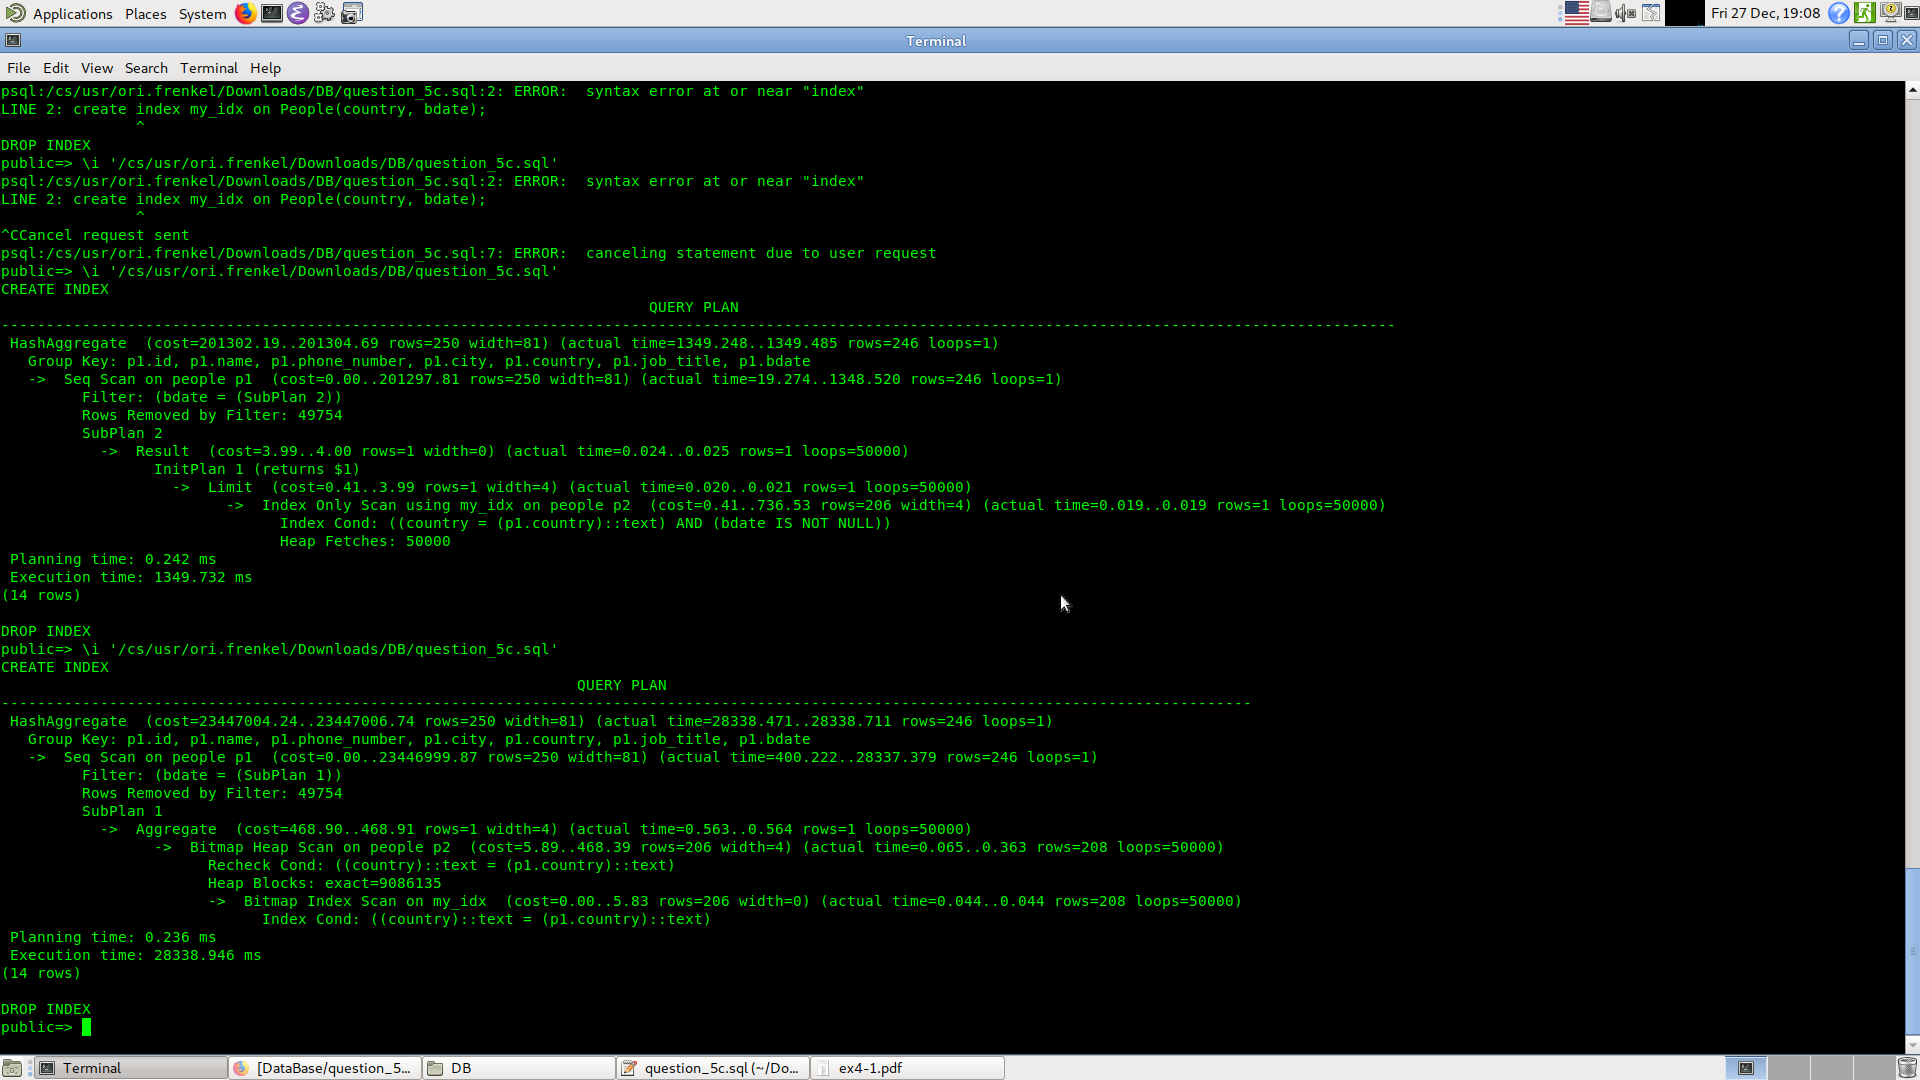 Applications Places System Fri 27 Dec, 19:08
Terminal
File Edit View Search Terminal Help
psql:/cs/usr/ori.frenkel/Downloads/DB/question_5c.sql:2: ERROR:  syntax error at or near "index"
LINE 2: create index my_idx on People(country, bdate);
^
DROP INDEX
public=> \i '/cs/usr/ori.frenkel/Downloads/DB/question_5c.sql'
psql:/cs/usr/ori.frenkel/Downloads/DB/question_5c.sql:2: ERROR:  syntax error at or near "index"
LINE 2: create index my_idx on People(country, bdate);
^
^CCancel request sent
psql:/cs/usr/ori.frenkel/Downloads/DB/question_5c.sql:7: ERROR:  canceling statement due to user request
public=> \i '/cs/usr/ori.frenkel/Downloads/DB/question_5c.sql'
CREATE INDEX
QUERY PLAN
-----------------------------------------------------------------------------------------------------------------------------------------------------------
HashAggregate  (cost=201302.19..201304.69 rows=250 width=81) (actual time=1349.248..1349.485 rows=246 loops=1)
Group Key: p1.id, p1.name, p1.phone_number, p1.city, p1.country, p1.job_title, p1.bdate
->  Seq Scan on people p1  (cost=0.00..201297.81 rows=250 width=81) (actual time=19.274..1348.520 rows=246 loops=1)
Filter: (bdate = (SubPlan 2))
Rows Removed by Filter: 49754
SubPlan 2
->  Result  (cost=3.99..4.00 rows=1 width=0) (actual time=0.024..0.025 rows=1 loops=50000)
InitPlan 1 (returns $1)
->  Limit  (cost=0.41..3.99 rows=1 width=4) (actual time=0.020..0.021 rows=1 loops=50000)
->  Index Only Scan using my_idx on people p2  (cost=0.41..736.53 rows=206 width=4) (actual time=0.019..0.019 rows=1 loops=50000)
Index Cond: ((country = (p1.country)::text) AND (bdate IS NOT NULL))
Heap Fetches: 50000
Planning time: 0.242 ms
Execution time: 1349.732 ms
(14 rows)
DROP INDEX
public=> \i '/cs/usr/ori.frenkel/Downloads/DB/question_5c.sql'
CREATE INDEX
QUERY PLAN
-------------------------------------------------------------------------------------------------------------------------------------------
HashAggregate  (cost=23447004.24..23447006.74 rows=250 width=81) (actual time=28338.471..28338.711 rows=246 loops=1)
Group Key: p1.id, p1.name, p1.phone_number, p1.city, p1.country, p1.job_title, p1.bdate
->  Seq Scan on people p1  (cost=0.00..23446999.87 rows=250 width=81) (actual time=400.222..28337.379 rows=246 loops=1)
Filter: (bdate = (SubPlan 1))
Rows Removed by Filter: 49754
SubPlan 1
->  Aggregate  (cost=468.90..468.91 rows=1 width=4) (actual time=0.563..0.564 rows=1 loops=50000)
->  Bitmap Heap Scan on people p2  (cost=5.89..468.39 rows=206 width=4) (actual time=0.065..0.363 rows=208 loops=50000)
Recheck Cond: ((country)::text = (p1.country)::text)
Heap Blocks: exact=9086135
->  Bitmap Index Scan on my_idx  (cost=0.00..5.83 rows=206 width=0) (actual time=0.044..0.044 rows=208 loops=50000)
Index Cond: ((country)::text = (p1.country)::text)
Planning time: 0.236 ms
Execution time: 28338.946 ms
(14 rows)
DROP INDEX
public=>
Terminal [DataBase/question_5... DB question_5c.sql (~/Do... ex4-1.pdf